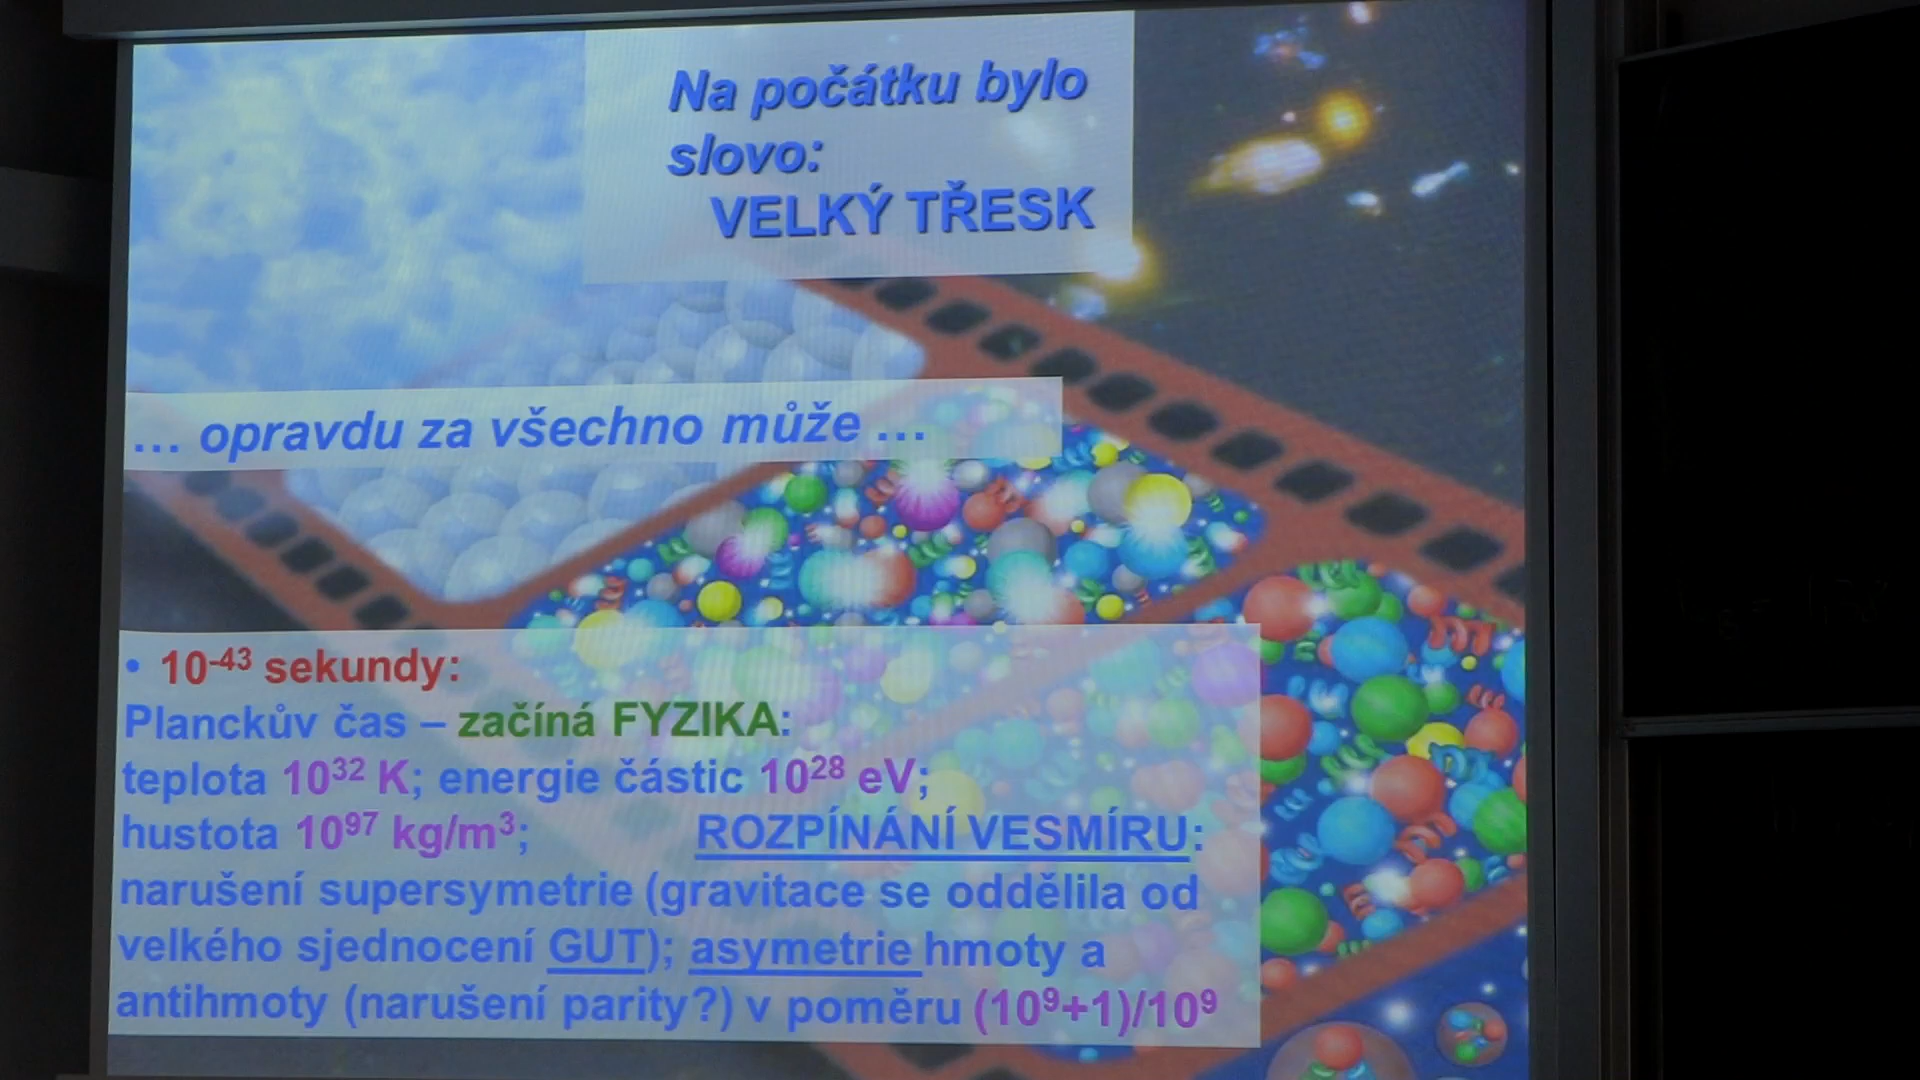 Na počátku bylo
slovo:
VELKÝ TŘESK
… opravdu za všechno může …
• 10⁻⁴³ sekundy:
Planckův čas – začíná FYZIKA:
teplota 10³² K; energie částic 10²⁸ eV;
hustota 10⁹⁷ kg/m³; ROZPÍNÁNÍ VESMÍRU:
narušení supersymetrie (gravitace se oddělila od
velkého sjednocení GUT); asymetrie hmoty a
antihmoty (narušení parity?) v poměru (10⁹+1)/10⁹